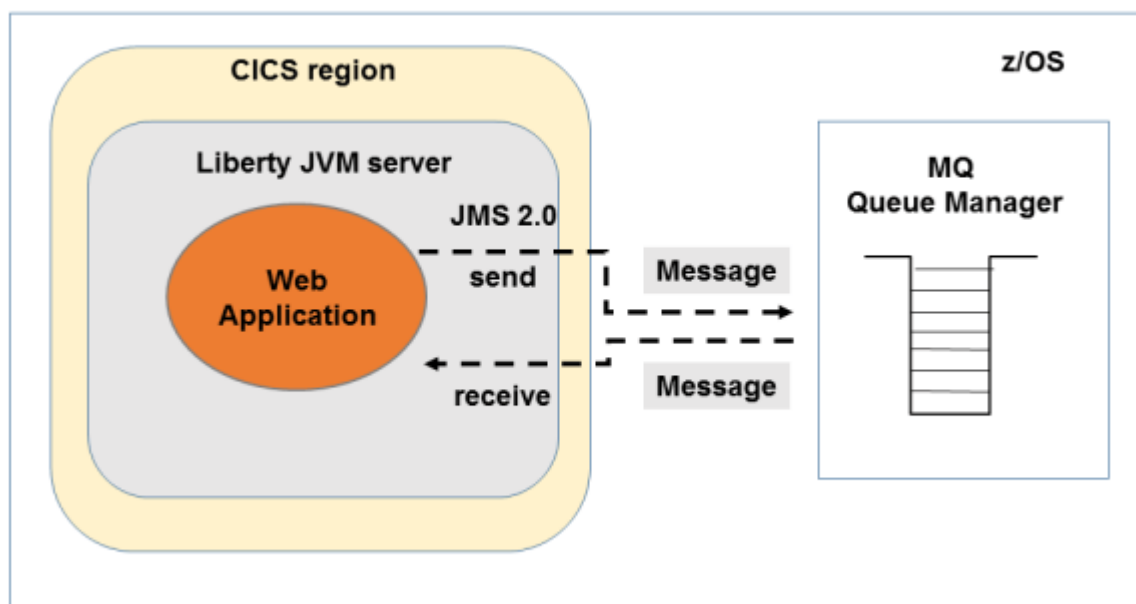 CICS region
z/OS
Liberty JVM server
MQ
Queue Manager
JMS 2.0
send
Message
Web
Application
receive
Message